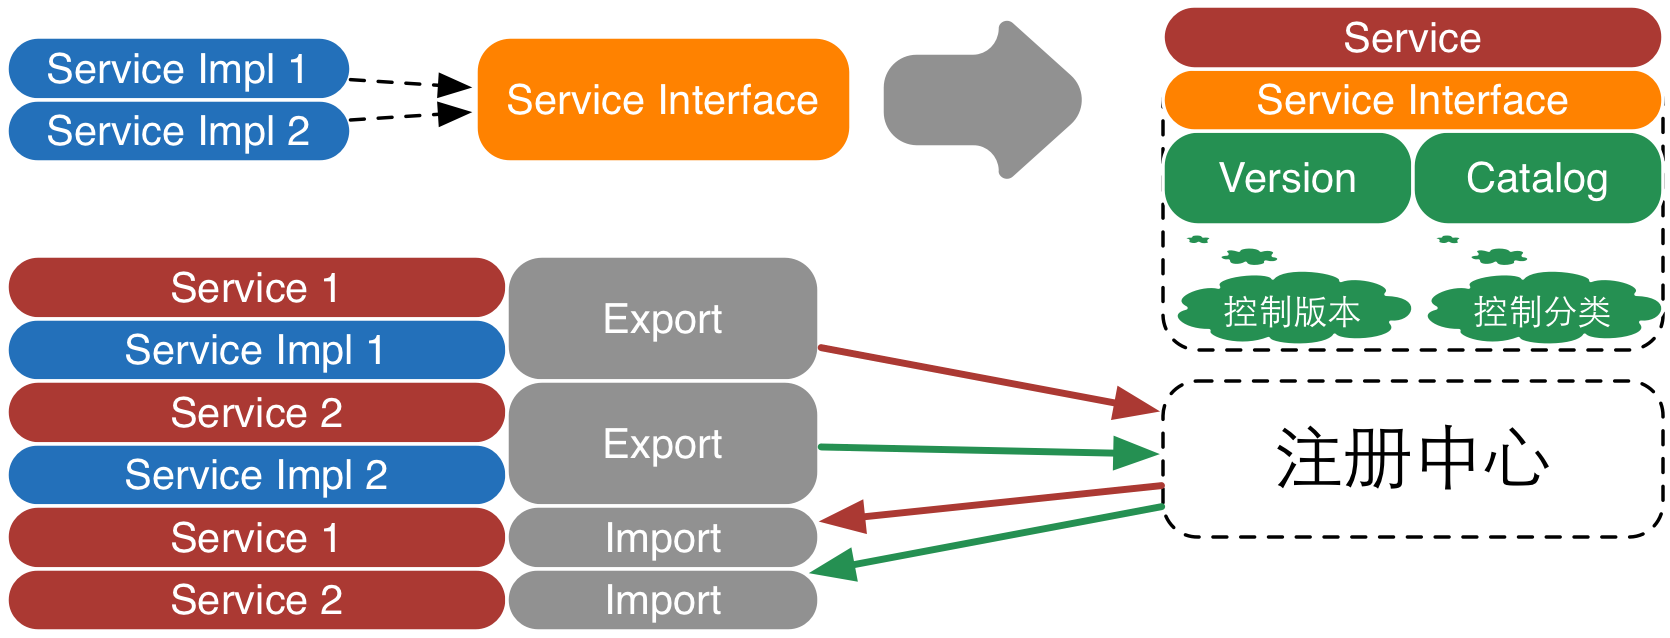 Service Impl 1
Service Impl 2
Service Interface
Service
Service Interface
Version
Catalog
控制版本
控制分类
Service 1
Service Impl 1
Export
Service 2
Service Impl 2
Export
Service 1
Import
Service 2
Import
注册中心